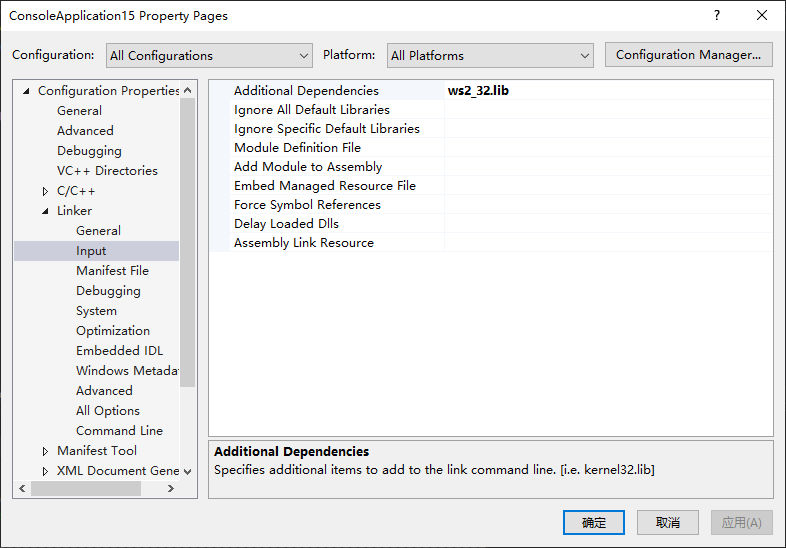 ConsoleApplication15 Property Pages
Configuration: All Configurations Platform: All Platforms Configuration Manager...
Configuration Properties
General
Advanced
Debugging
VC++ Directories
C/C++
Linker
General
Input
Manifest File
Debugging
System
Optimization
Embedded IDL
Windows Metada
Advanced
All Options
Command Line
Manifest Tool
XML Document Gene
Additional Dependencies ws2_32.lib
Ignore All Default Libraries
Ignore Specific Default Libraries
Module Definition File
Add Module to Assembly
Embed Managed Resource File
Force Symbol References
Delay Loaded Dlls
Assembly Link Resource
Additional Dependencies
Specifies additional items to add to the link command line. [i.e. kernel32.lib]
确定 取消 应用(A)